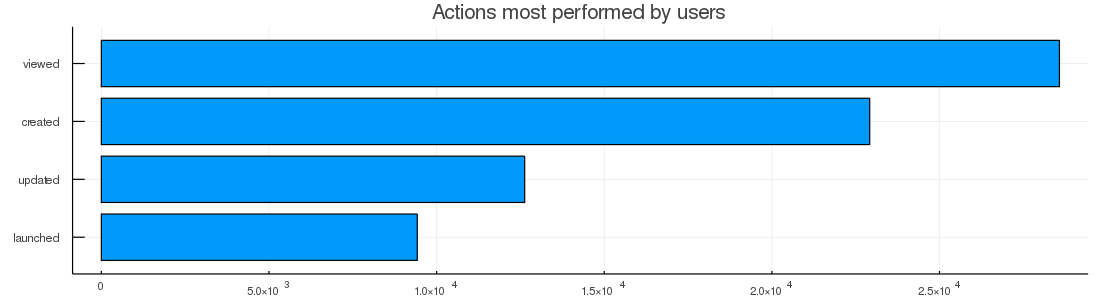 Actions most performed by users
viewed
created
updated
launched
0 5.0×10³ 1.0×10⁴ 1.5×10⁴ 2.0×10⁴ 2.5×10⁴